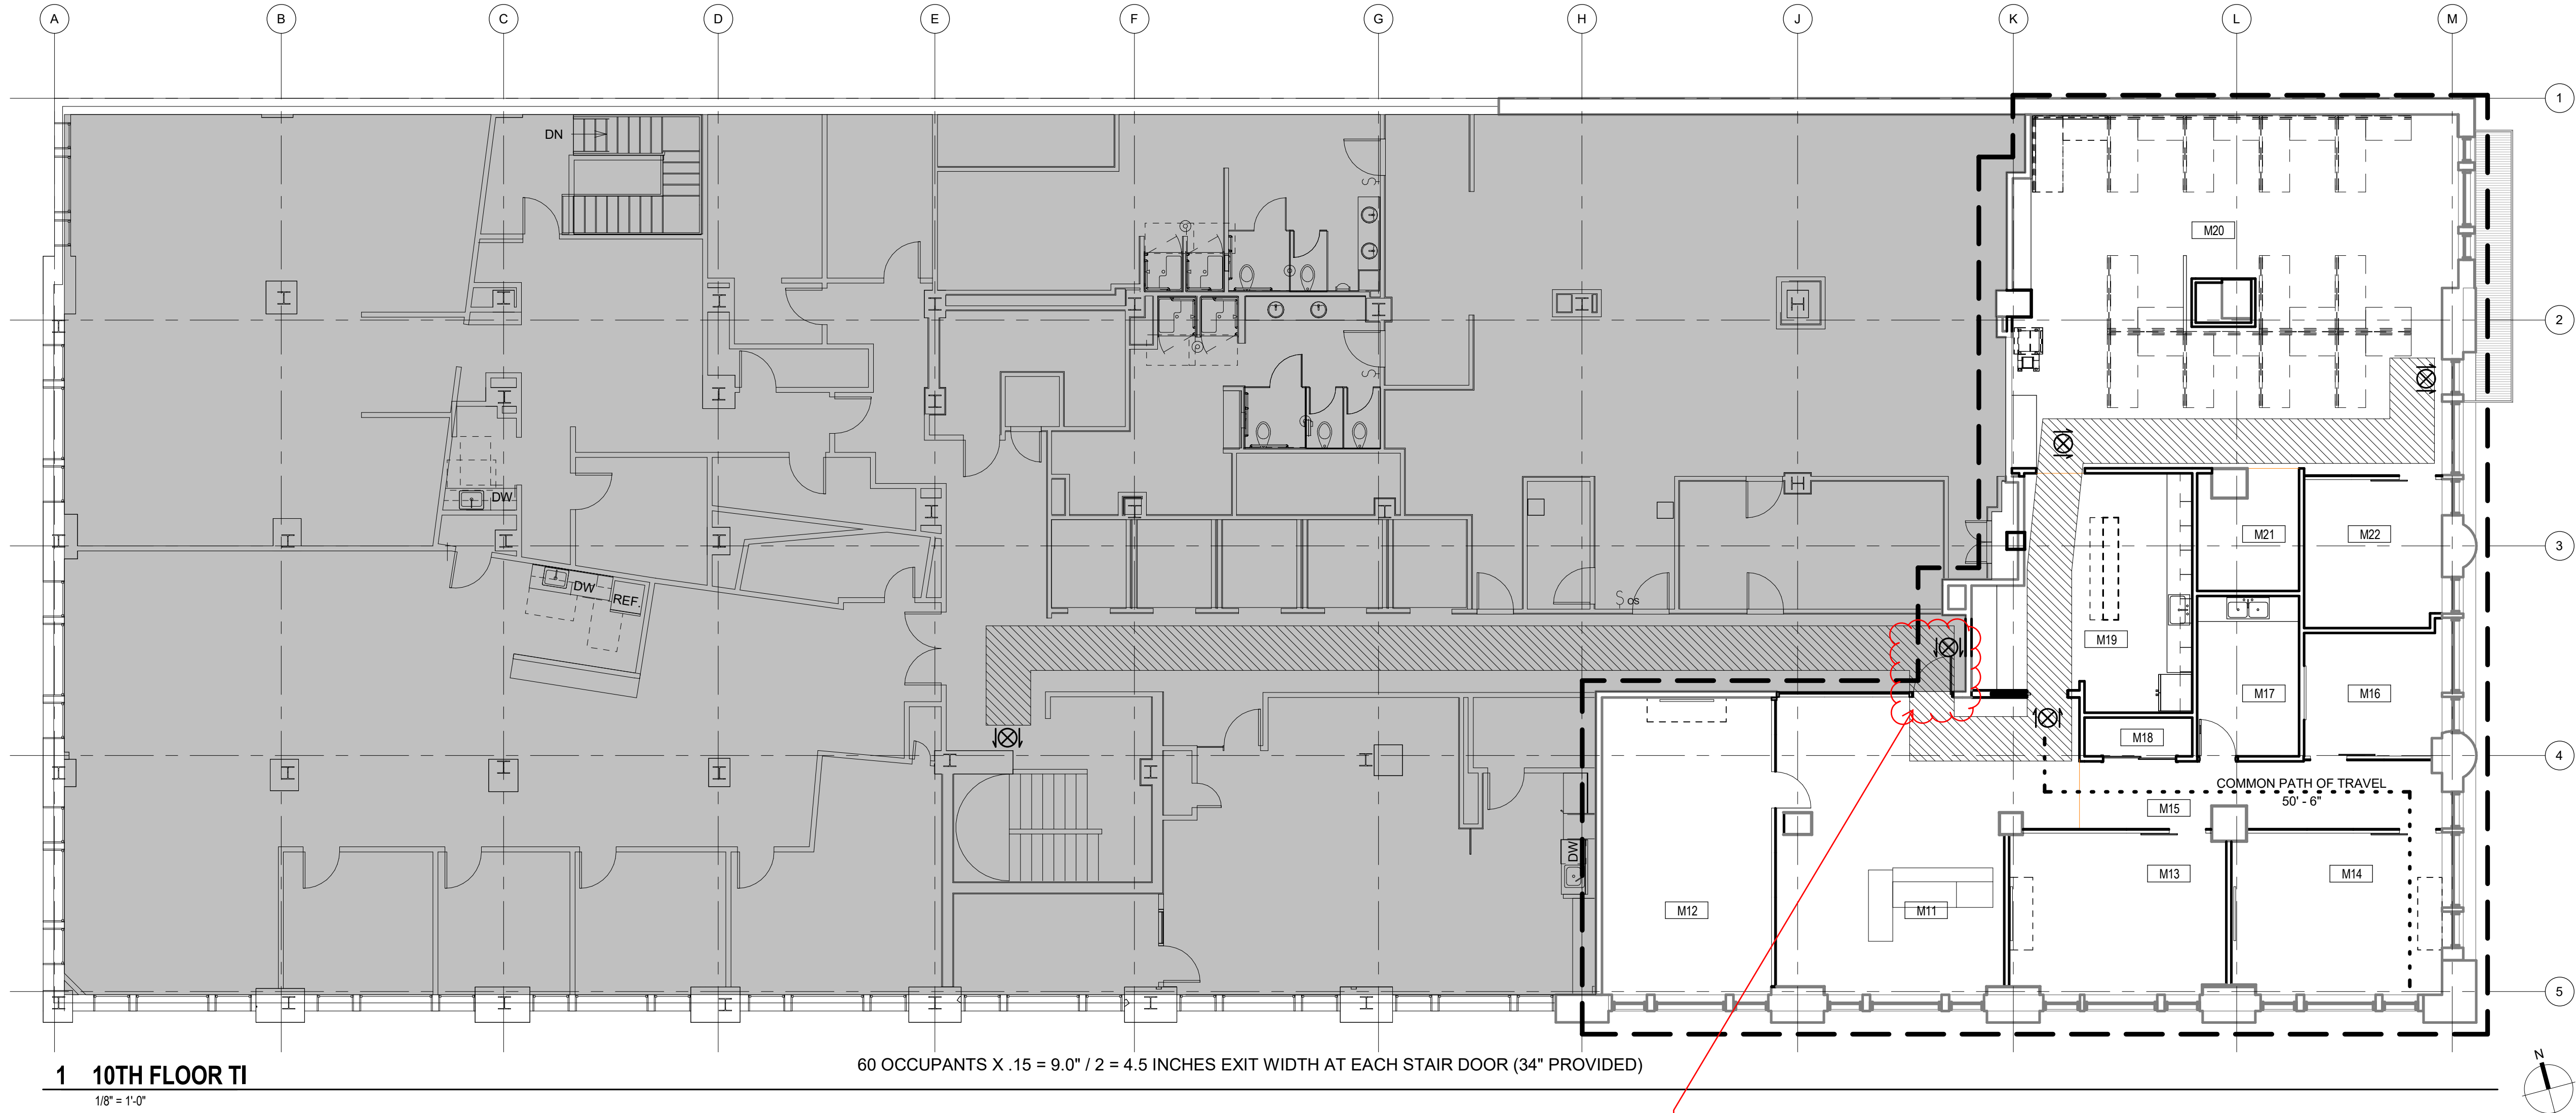 A B C D E F G H J K L M
1
DN
M20
2
DW
M21 M22
3
DW
REF.
$ os
M19
M17 M16
M18
4
COMMON PATH OF TRAVEL
50' - 6"
M15
DW
M13 M14
M12 M11
5
60 OCCUPANTS X .15 = 9.0" / 2 = 4.5 INCHES EXIT WIDTH AT EACH STAIR DOOR (34" PROVIDED)
1 10TH FLOOR TI
1/8" = 1'-0"
N